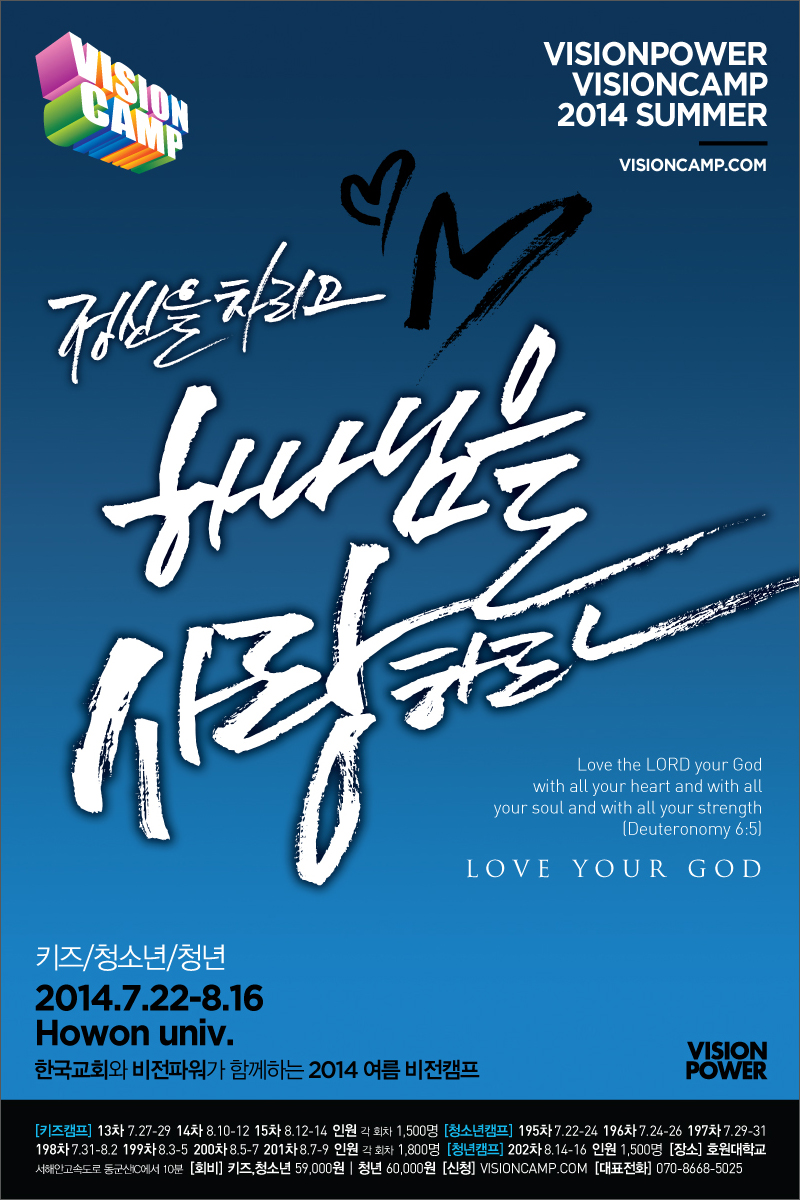 VISION
CAMP
VISIONPOWER
VISIONCAMP
2014 SUMMER
VISIONCAMP.COM
정신을 차리고
하나님을
사랑하라
Love the LORD your God
with all your heart and with all
your soul and with all your strength
(Deuteronomy 6:5)
LOVE YOUR GOD
키즈/청소년/청년
2014.7.22-8.16
Howon univ.
한국교회와 비전파워가 함께하는 2014 여름 비전캠프
VISION
POWER
[키즈캠프] 13차 7.27-29 14차 8.10-12 15차 8.12-14 인원 각 회차 1,500명 [청소년캠프] 195차 7.22-24 196차 7.24-26 197차 7.29-31
198차 7.31-8.2 199차 8.3-5 200차 8.5-7 201차 8.7-9 인원 각 회차 1,800명 [청년캠프] 202차 8.14-16 인원 1,500명 [장소] 호원대학교
서해안고속도로 동군산IC에서 10분 [회비] 키즈,청소년 59,000원 | 청년 60,000원 [신청] VISIONCAMP.COM [대표전화] 070-8668-5025